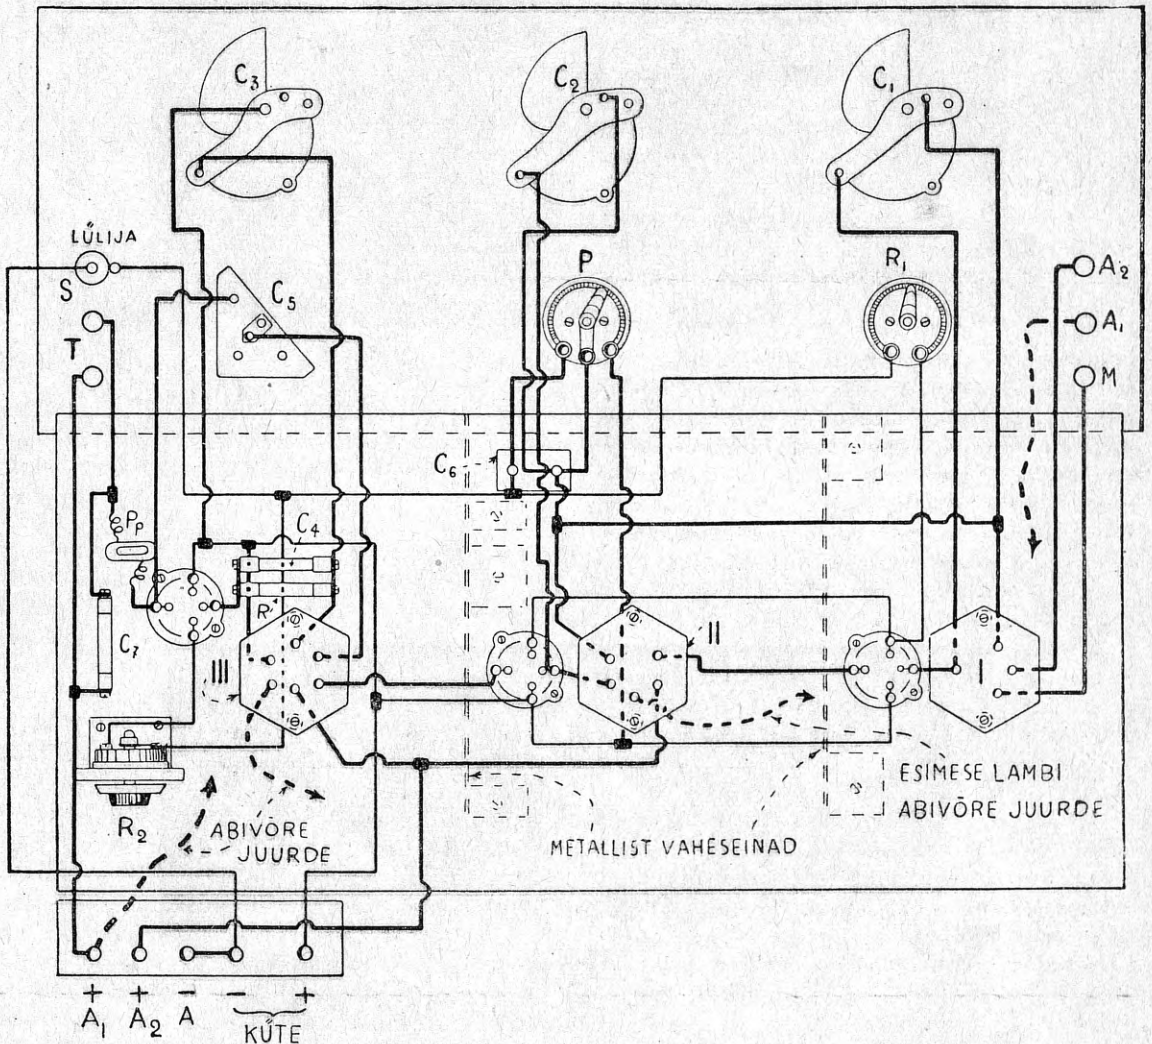 C3
C2
C1
LÜLIJA
S
C5
P
R1
A2
A1
T
M
C6
Pp
C4
R
C7
III
II
I
R2
ABIVÕRE
JUURDE
METALLIST VAHESEINAD
ESIMESE LAMBI
ABIVÕRE JUURDE
+ + − − +
A1 A2 A
KÜTE